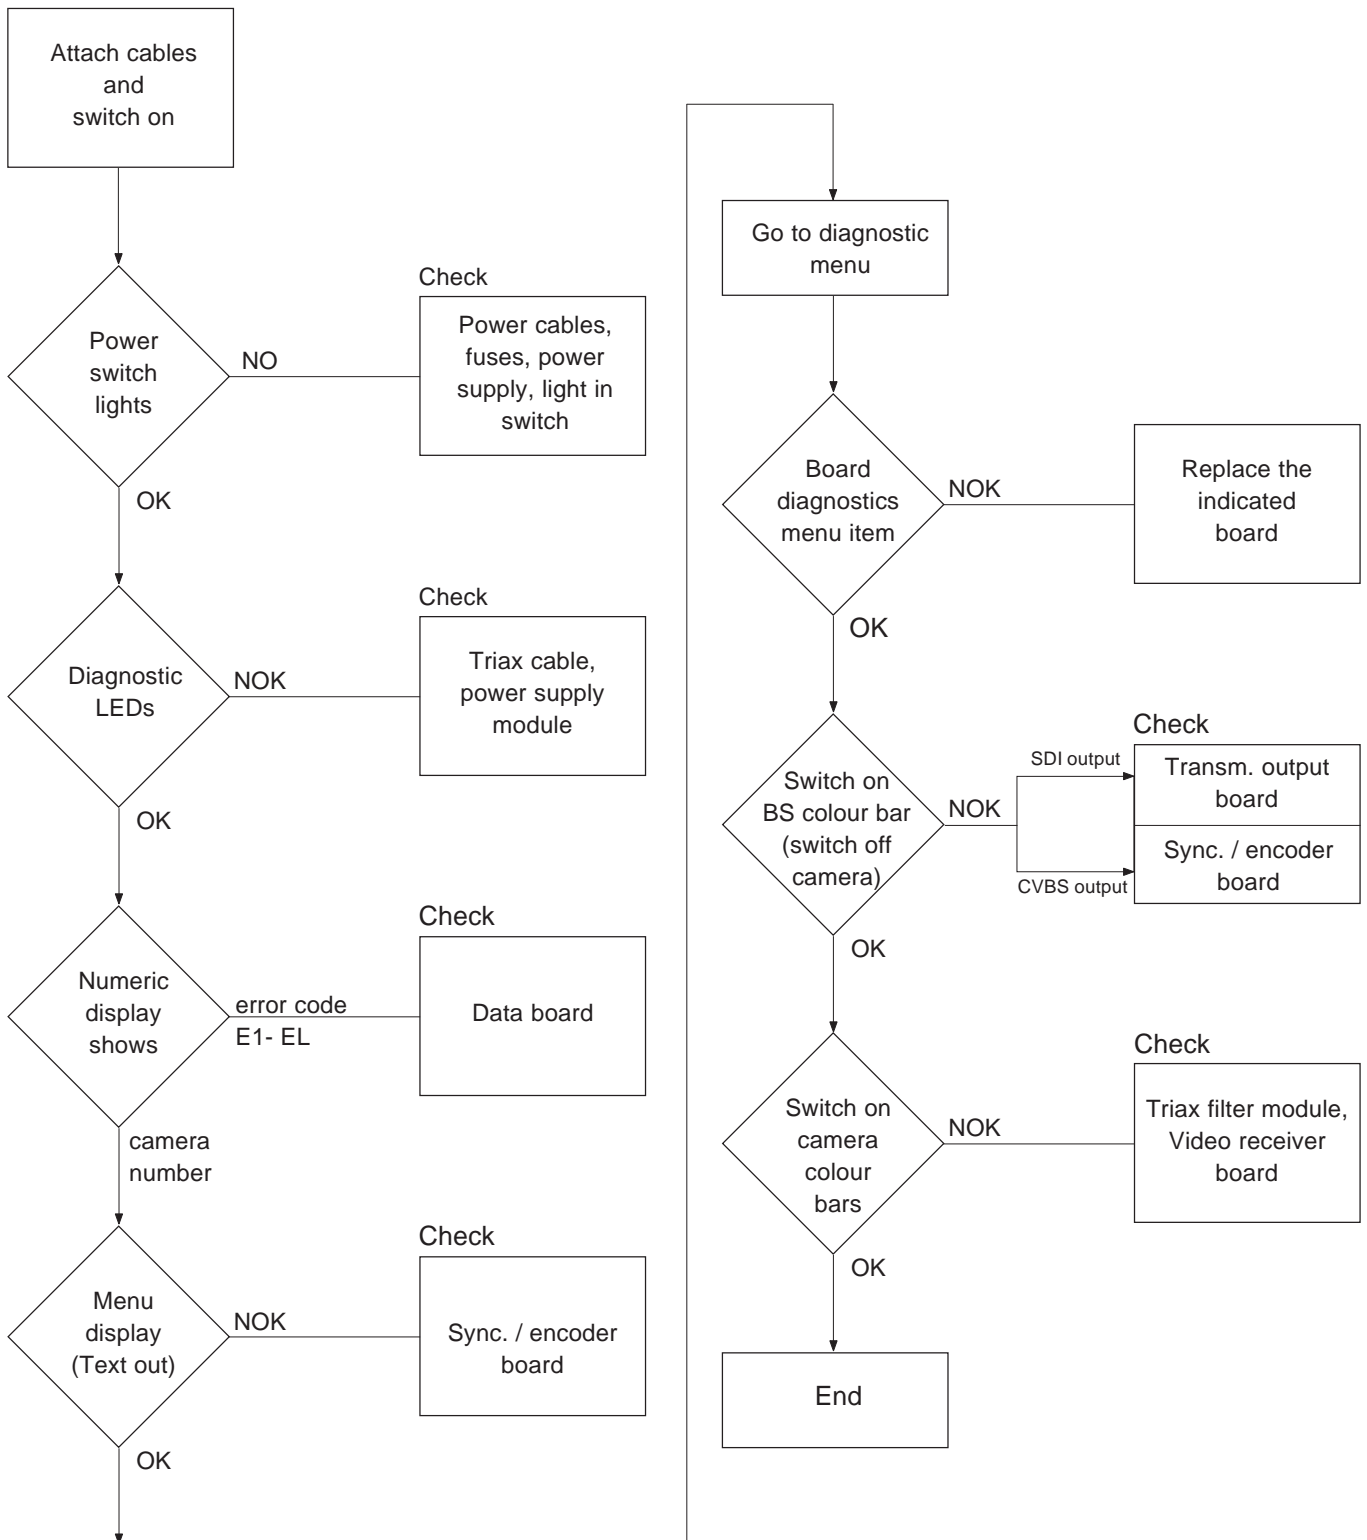 Attach cables
and
switch on
Power
switch
lights
NO
Check
Power cables,
fuses, power
supply, light in
switch
OK
Diagnostic
LEDs
NOK
Check
Triax cable,
power supply
module
OK
Numeric
display
shows
error code
E1- EL
Check
Data board
camera
number
Menu
display
(Text out)
NOK
Check
Sync. / encoder
board
OK
Go to diagnostic
menu
Board
diagnostics
menu item
NOK
Replace the
indicated
board
OK
Switch on
BS colour bar
(switch off
camera)
NOK
SDI output
CVBS output
Check
Transm. output
board
Sync. / encoder
board
OK
Switch on
camera
colour
bars
NOK
Check
Triax filter module,
Video receiver
board
OK
End